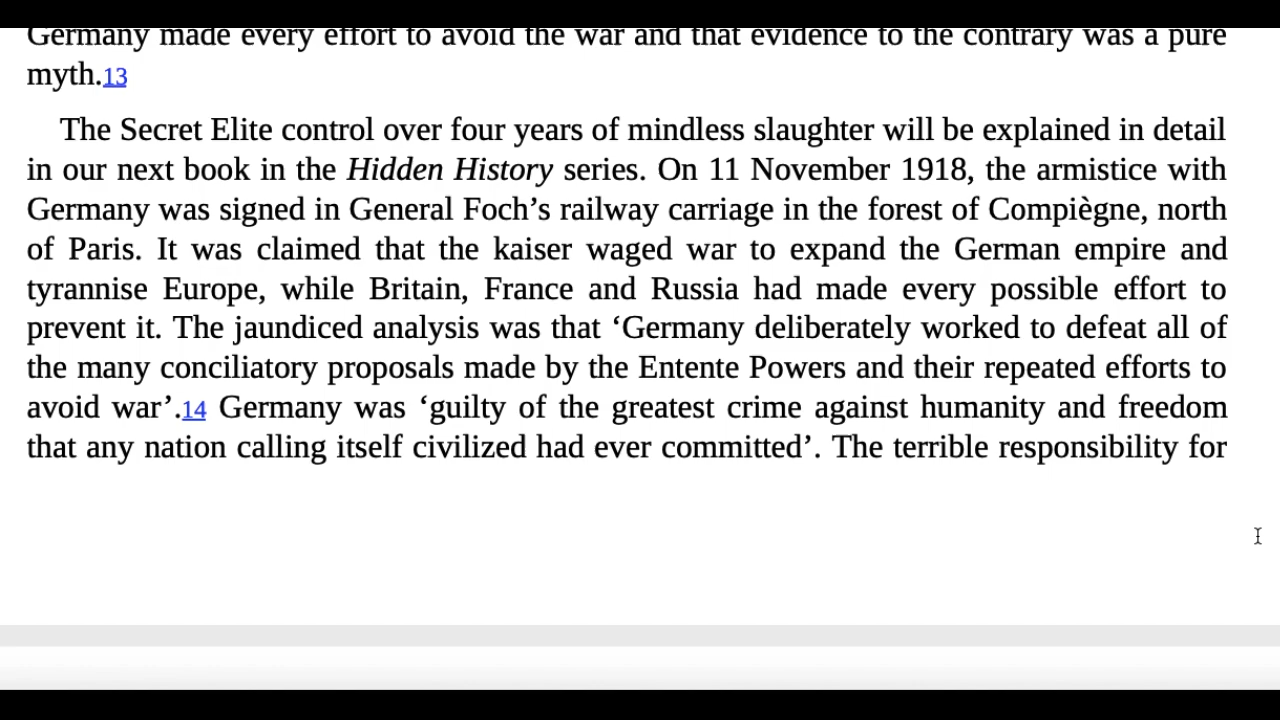 Germany made every effort to avoid the war and that evidence to the contrary was a pure
myth.13
The Secret Elite control over four years of mindless slaughter will be explained in detail
in our next book in the Hidden History series. On 11 November 1918, the armistice with
Germany was signed in General Foch’s railway carriage in the forest of Compiègne, north
of Paris. It was claimed that the kaiser waged war to expand the German empire and
tyrannise Europe, while Britain, France and Russia had made every possible effort to
prevent it. The jaundiced analysis was that ‘Germany deliberately worked to defeat all of
the many conciliatory proposals made by the Entente Powers and their repeated efforts to
avoid war’.14 Germany was ‘guilty of the greatest crime against humanity and freedom
that any nation calling itself civilized had ever committed’. The terrible responsibility for